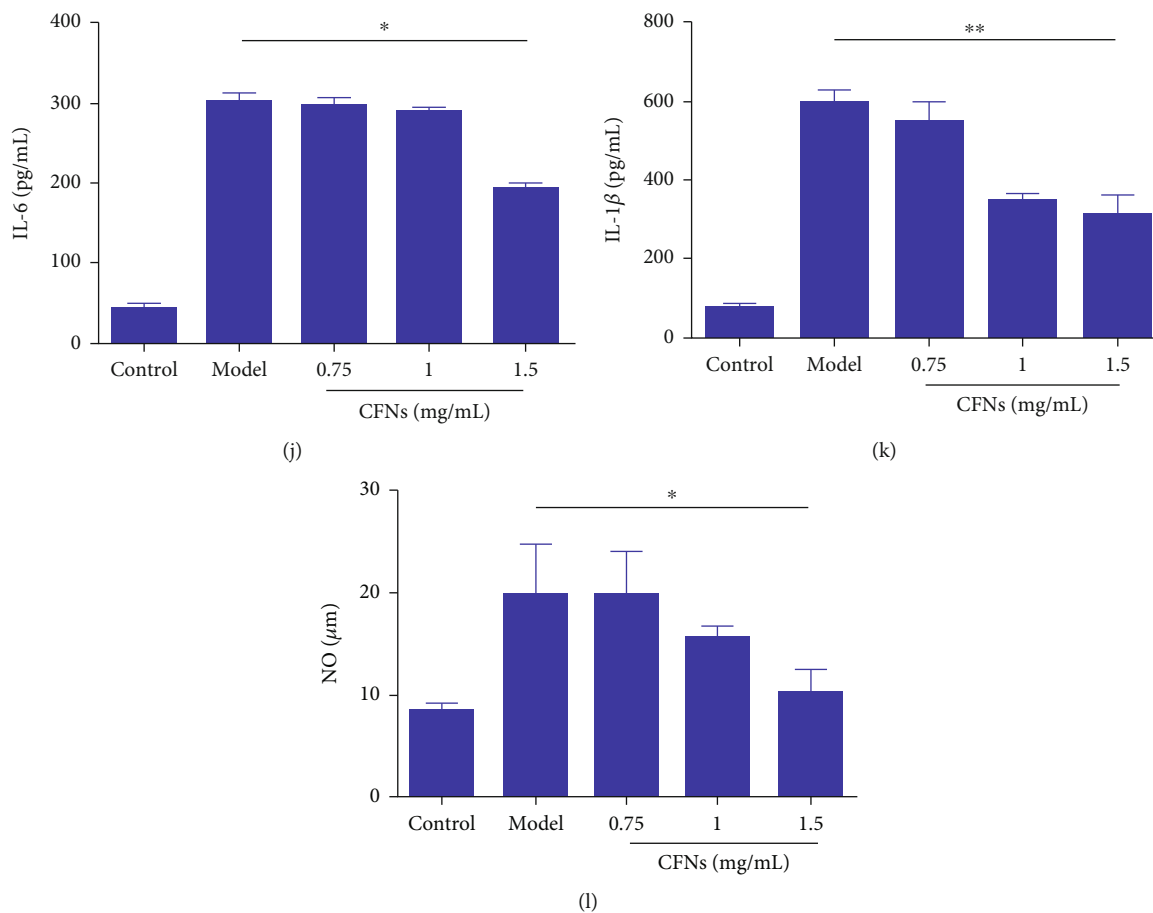 400
300
200
100
0
IL-6 (pg/mL)
*
Control
Model
0.75
1
1.5
CFNs (mg/mL)
(j)
800
600
400
200
0
IL-1β (pg/mL)
**
Control
Model
0.75
1
1.5
CFNs (mg/mL)
(k)
30
20
10
0
NO (μm)
*
Control
Model
0.75
1
1.5
CFNs (mg/mL)
(l)